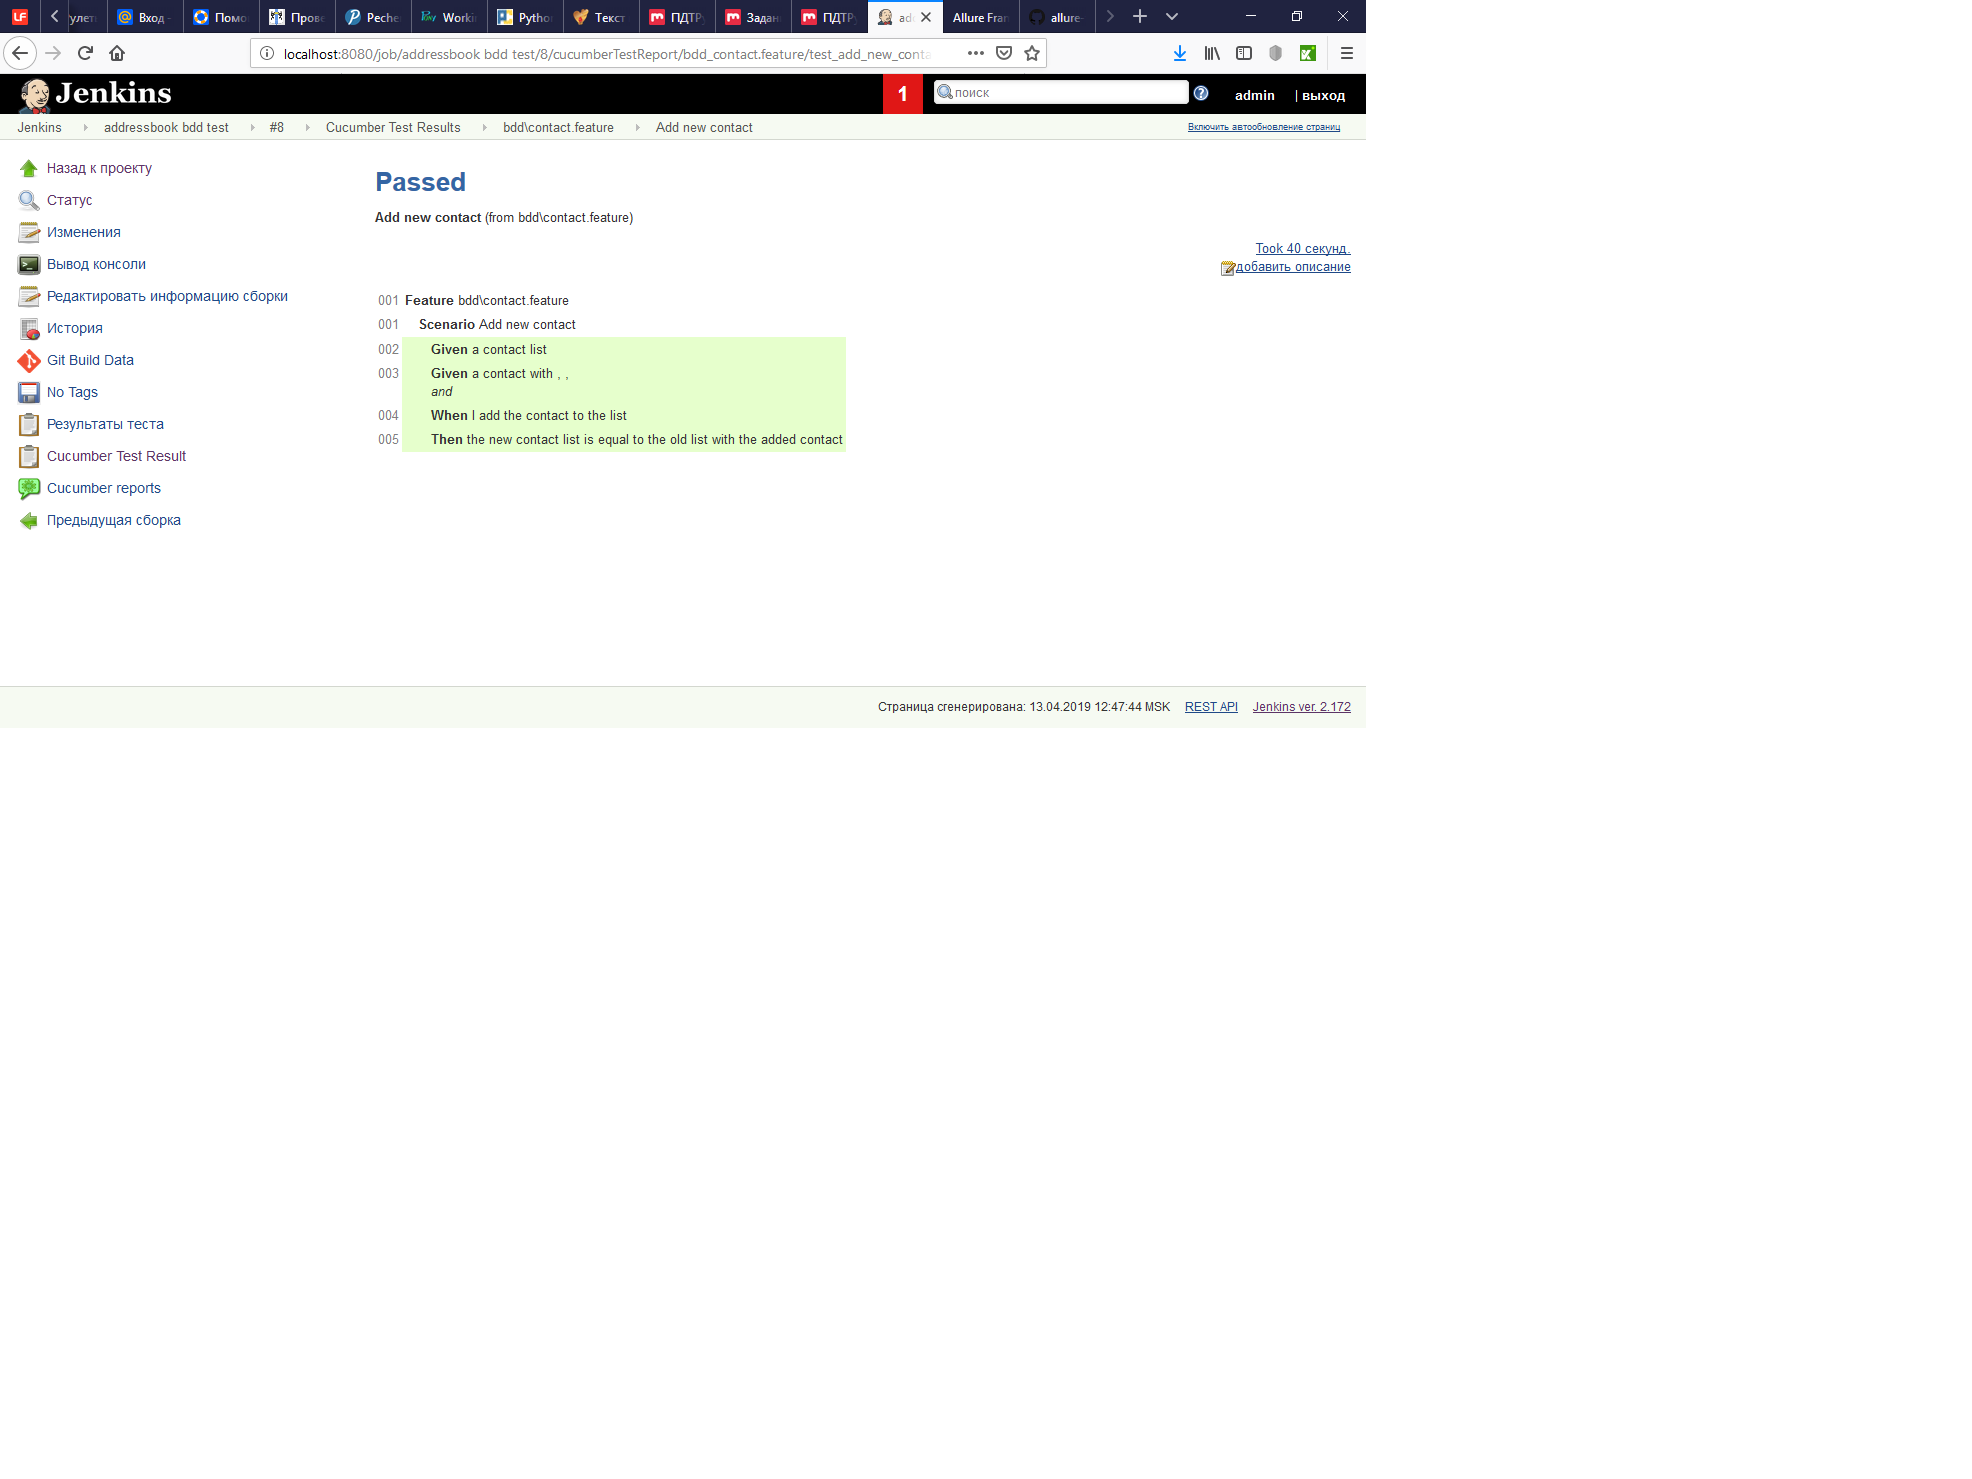 LF улет Вход - Помо Прове Peche Workin Pytho Текст ПДТР Задан ПДТР ad Allure Fran allure-
localhost:8080/job/addressbook bdd test/8/cucumberTestReport/bdd_contact.feature/test_add_new_conta
Jenkins 1 поиск admin | выход
Jenkins addressbook bdd test #8 Cucumber Test Results bdd\contact.feature Add new contact Включить автообновление страниц
Назад к проекту
Статус
Изменения
Вывод консоли
Редактировать информацию сборки
История
Git Build Data
No Tags
Результаты теста
Cucumber Test Result
Cucumber reports
Предыдущая сборка
Passed
Add new contact (from bdd\contact.feature)
Took 40 секунд.
добавить описание
001 Feature bdd\contact.feature
001 Scenario Add new contact
002 Given a contact list
003 Given a contact with , ,
and
004 When I add the contact to the list
005 Then the new contact list is equal to the old list with the added contact
Страница сгенерирована: 13.04.2019 12:47:44 MSK REST API Jenkins ver. 2.172